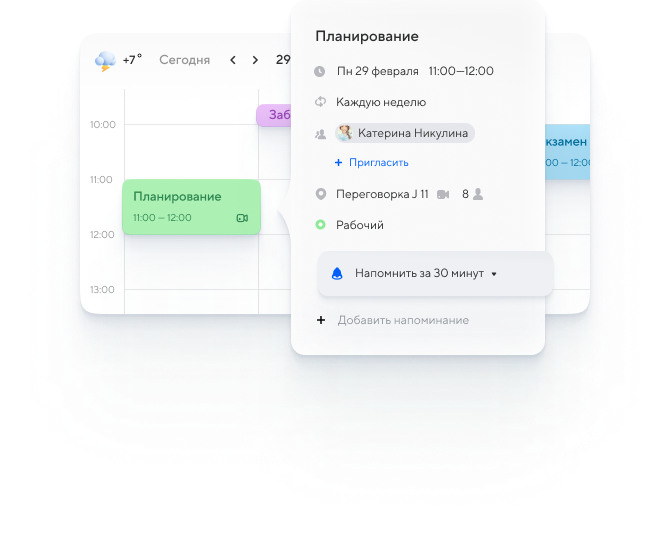 +7° Сегодня 29
10:00
Заб
11:00
Планирование
11:00 — 12:00
12:00
13:00
Планирование
Пн 29 февраля 11:00—12:00
Каждую неделю
Катерина Никулина
+ Пригласить
Переговорка J 11 8
Рабочий
Напомнить за 30 минут
+ Добавить напоминание
кзамен
00 — 12:00